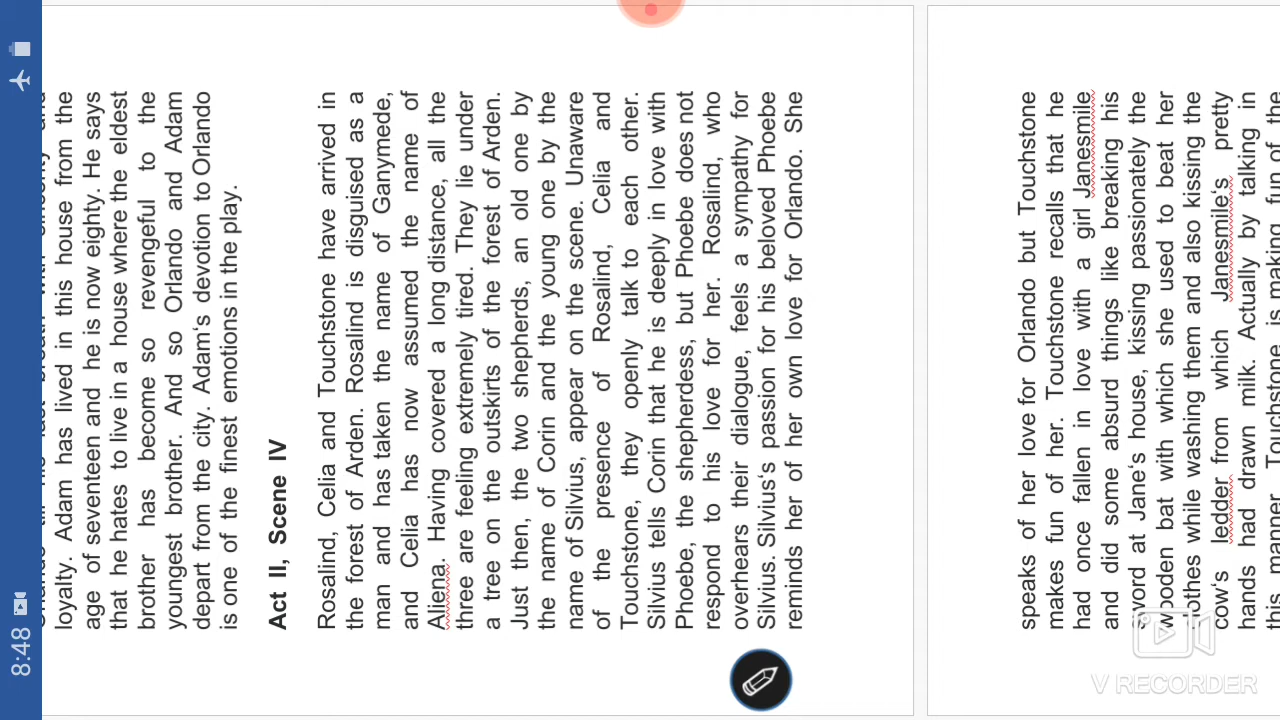 8:48
loyalty. Adam has lived in this house from the
age of seventeen and he is now eighty. He says
that he hates to live in a house where the eldest
brother has become so revengeful to the
youngest brother. And so Orlando and Adam
depart from the city. Adam‘s devotion to Orlando
is one of the finest emotions in the play.
Act II, Scene IV
Rosalind, Celia and Touchstone have arrived in
the forest of Arden. Rosalind is disguised as a
man and has taken the name of Ganymede,
and Celia has now assumed the name of
Aliena. Having covered a long distance, all the
three are feeling extremely tired. They lie under
a tree on the outskirts of the forest of Arden.
Just then, the two shepherds, an old one by
the name of Corin and the young one by the
name of Silvius, appear on the scene. Unaware
of the presence of Rosalind, Celia and
Touchstone, they openly talk to each other.
Silvius tells Corin that he is deeply in love with
Phoebe, the shepherdess, but Phoebe does not
respond to his love for her. Rosalind, who
overhears their dialogue, feels a sympathy for
Silvius. Silvius‘s passion for his beloved Phoebe
reminds her of her own love for Orlando. She
speaks of her love for Orlando but Touchstone
makes fun of her. Touchstone recalls that he
had once fallen in love with a girl Janesmile
and did some absurd things like breaking his
sword at Jane‘s house, kissing passionately the
wooden bat with which she used to beat her
clothes while washing them and also kissing the
cow‘s ledder from which Janesmile‘s pretty
hands had drawn milk. Actually by talking in
this manner Touchstone is making fun of the
V RECORDER